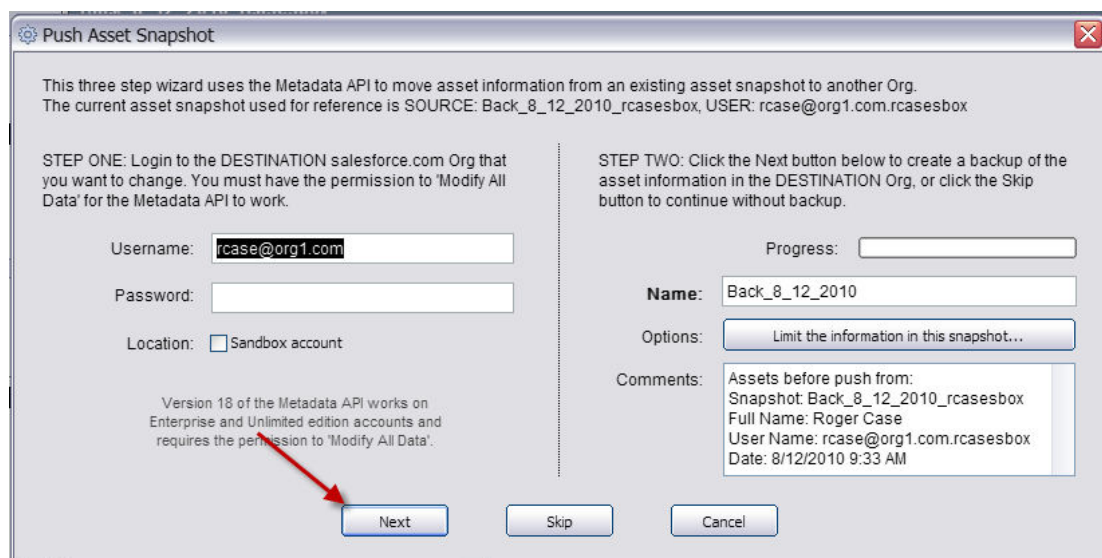 Push Asset Snapshot
This three step wizard uses the Metadata API to move asset information from an existing asset snapshot to another Org.
The current asset snapshot used for reference is SOURCE: Back_8_12_2010_rcasesbox, USER: rcase@org1.com.rcasesbox
STEP ONE: Login to the DESTINATION salesforce.com Org that
you want to change. You must have the permission to 'Modify All
Data' for the Metadata API to work.
Username: rcase@org1.com
Password:
Location: Sandbox account
Version 18 of the Metadata API works on
Enterprise and Unlimited edition accounts and
requires the permission to 'Modify All Data'.
STEP TWO: Click the Next button below to create a backup of the
asset information in the DESTINATION Org, or click the Skip
button to continue without backup.
Progress:
Name: Back_8_12_2010
Options: Limit the information in this snapshot...
Comments: Assets before push from:
Snapshot: Back_8_12_2010_rcasesbox
Full Name: Roger Case
User Name: rcase@org1.com.rcasesbox
Date: 8/12/2010 9:33 AM
Next Skip Cancel